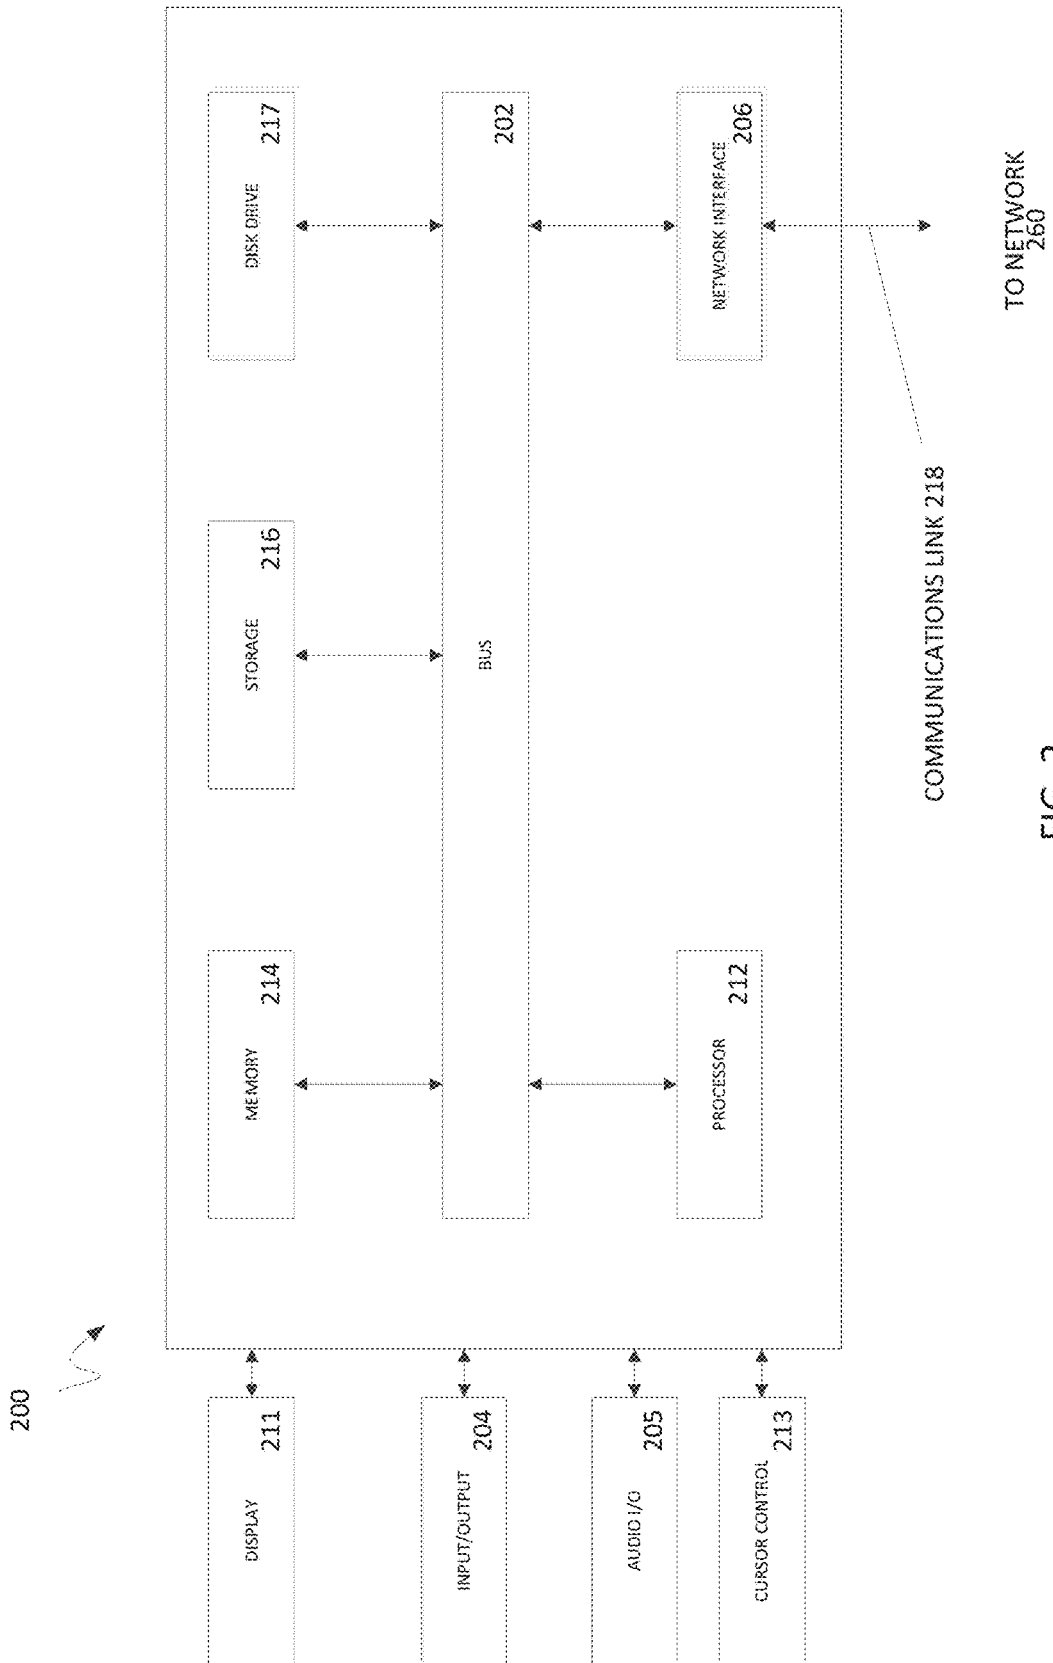 200
DISPLAY
211
MEMORY
214
STORAGE
216
DISK DRIVE
217
INPUT/OUTPUT
204
BUS
202
AUDIO I/O
205
CURSOR CONTROL
213
PROCESSOR
212
NETWORK INTERFACE
206
COMMUNICATIONS LINK 218
TO NETWORK
260
FIG.